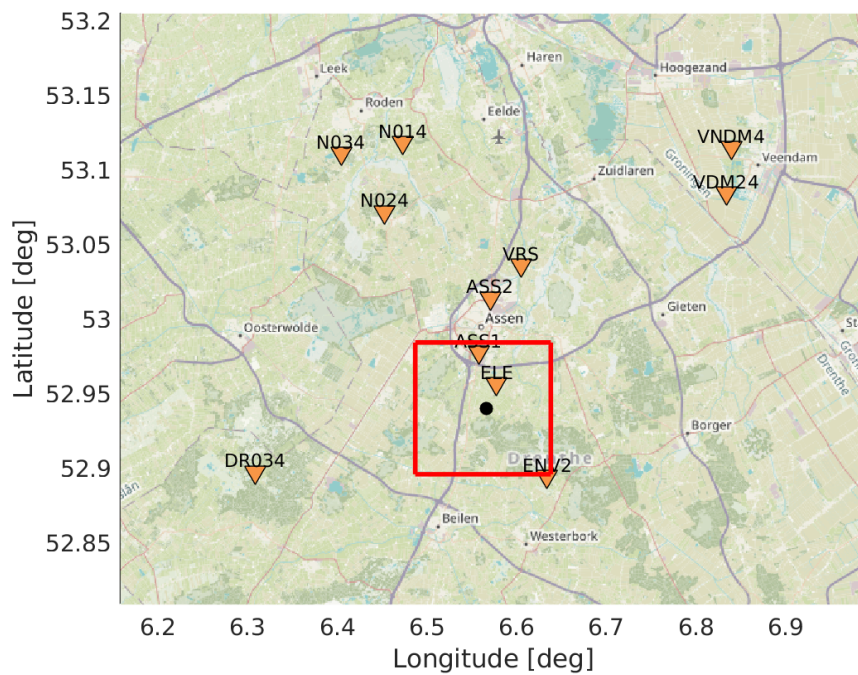 53.2
Leek
Haren
Hoogezand
53.15
Roden
Eelde
N034
N014
VNDM4
Groningen
Veendam
53.1
Zuidlaren
VDM24
N024
53.05
VRS
ASS2
Gieten
53
Oosterwolde
Assen
St
Drenthe
ASS1
Latitude [deg]
52.95
ELE
Borger
DR034
Drenthe
ENV2
52.9
Beilen
Westerbork
52.85
6.2 6.3 6.4 6.5 6.6 6.7 6.8 6.9
Longitude [deg]